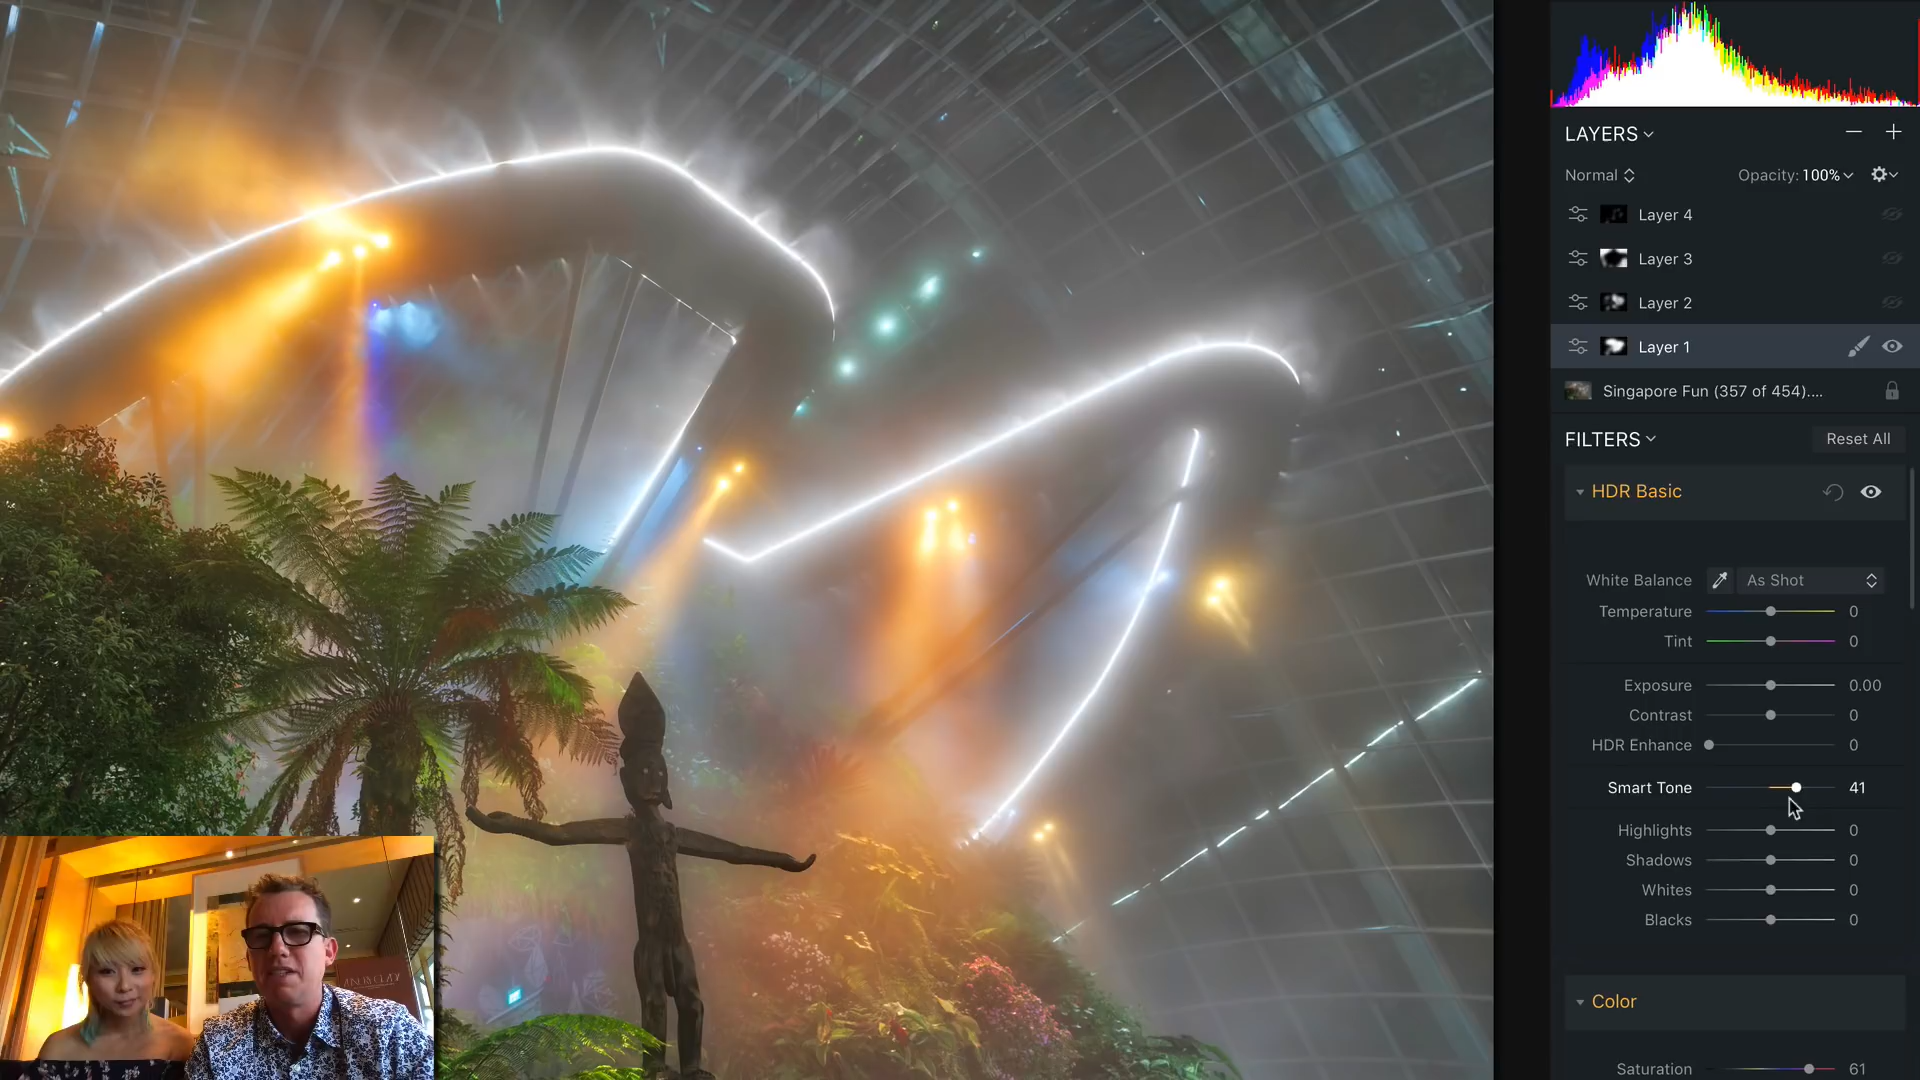 LAYERS
Normal Opacity: 100%
Layer 4
Layer 3
Layer 2
Layer 1
Singapore Fun (357 of 454)....
FILTERS Reset All
HDR Basic
White Balance As Shot
Temperature 0
Tint 0
Exposure 0.00
Contrast 0
HDR Enhance 0
Smart Tone 41
Highlights 0
Shadows 0
Whites 0
Blacks 0
Color
Saturation 61